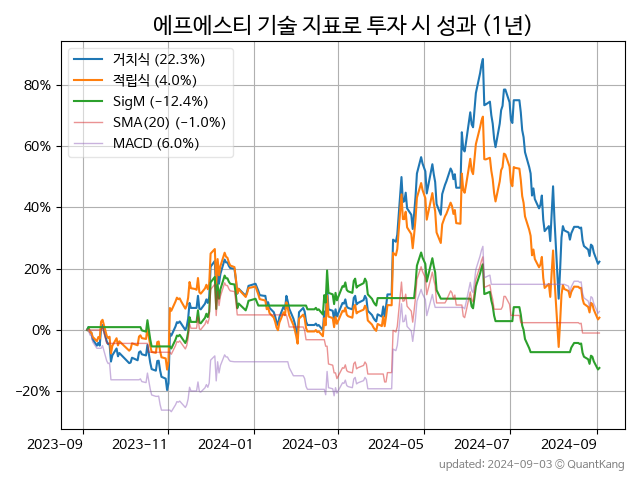 에프에스티 기술 지표로 투자 시 성과 (1년)
거치식 (22.3%)
적립식 (4.0%)
SigM (−12.4%)
SMA(20) (−1.0%)
MACD (6.0%)
80%
60%
40%
20%
0%
−20%
2023-09 2023-11 2024-01 2024-03 2024-05 2024-07 2024-09
updated: 2024-09-03 © QuantKang